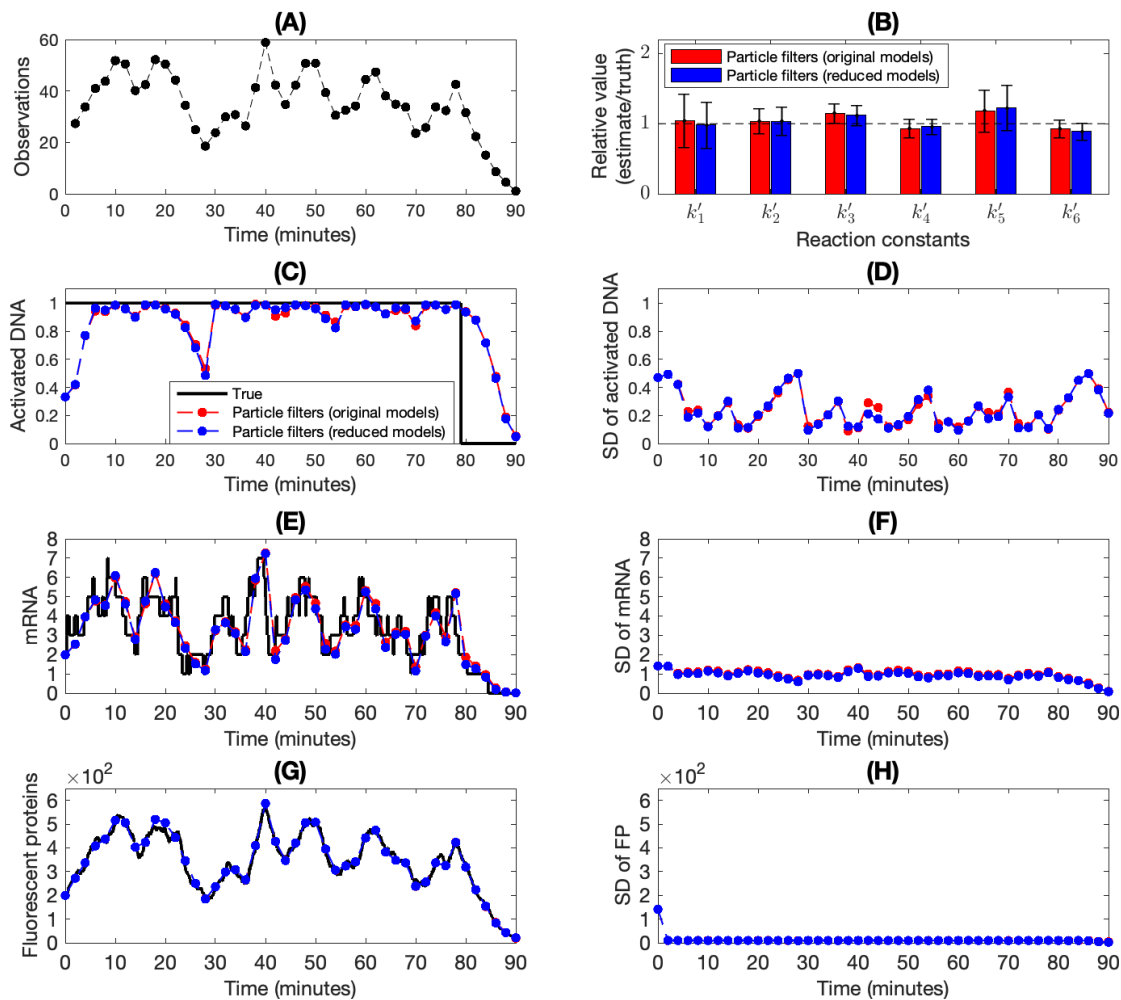 (A)
Observations
60
40
20
0
0 10 20 30 40 50 60 70 80 90
Time (minutes)
(B)
Relative value
(estimate/truth)
2
1
0
Particle filters (original models)
Particle filters (reduced models)
k′1 k′2 k′3 k′4 k′5 k′6
Reaction constants
(C)
Activated DNA
1
0.8
0.6
0.4
0.2
0
True
Particle filters (original models)
Particle filters (reduced models)
0 10 20 30 40 50 60 70 80 90
Time (minutes)
(D)
SD of activated DNA
1
0.8
0.6
0.4
0.2
0
0 10 20 30 40 50 60 70 80 90
Time (minutes)
(E)
mRNA
8
7
6
5
4
3
2
1
0
0 10 20 30 40 50 60 70 80 90
Time (minutes)
(F)
SD of mRNA
8
7
6
5
4
3
2
1
0
0 10 20 30 40 50 60 70 80 90
Time (minutes)
(G)
×10²
Fluorescent proteins
6
5
4
3
2
1
0
0 10 20 30 40 50 60 70 80 90
Time (minutes)
(H)
×10²
SD of FP
6
5
4
3
2
1
0
0 10 20 30 40 50 60 70 80 90
Time (minutes)